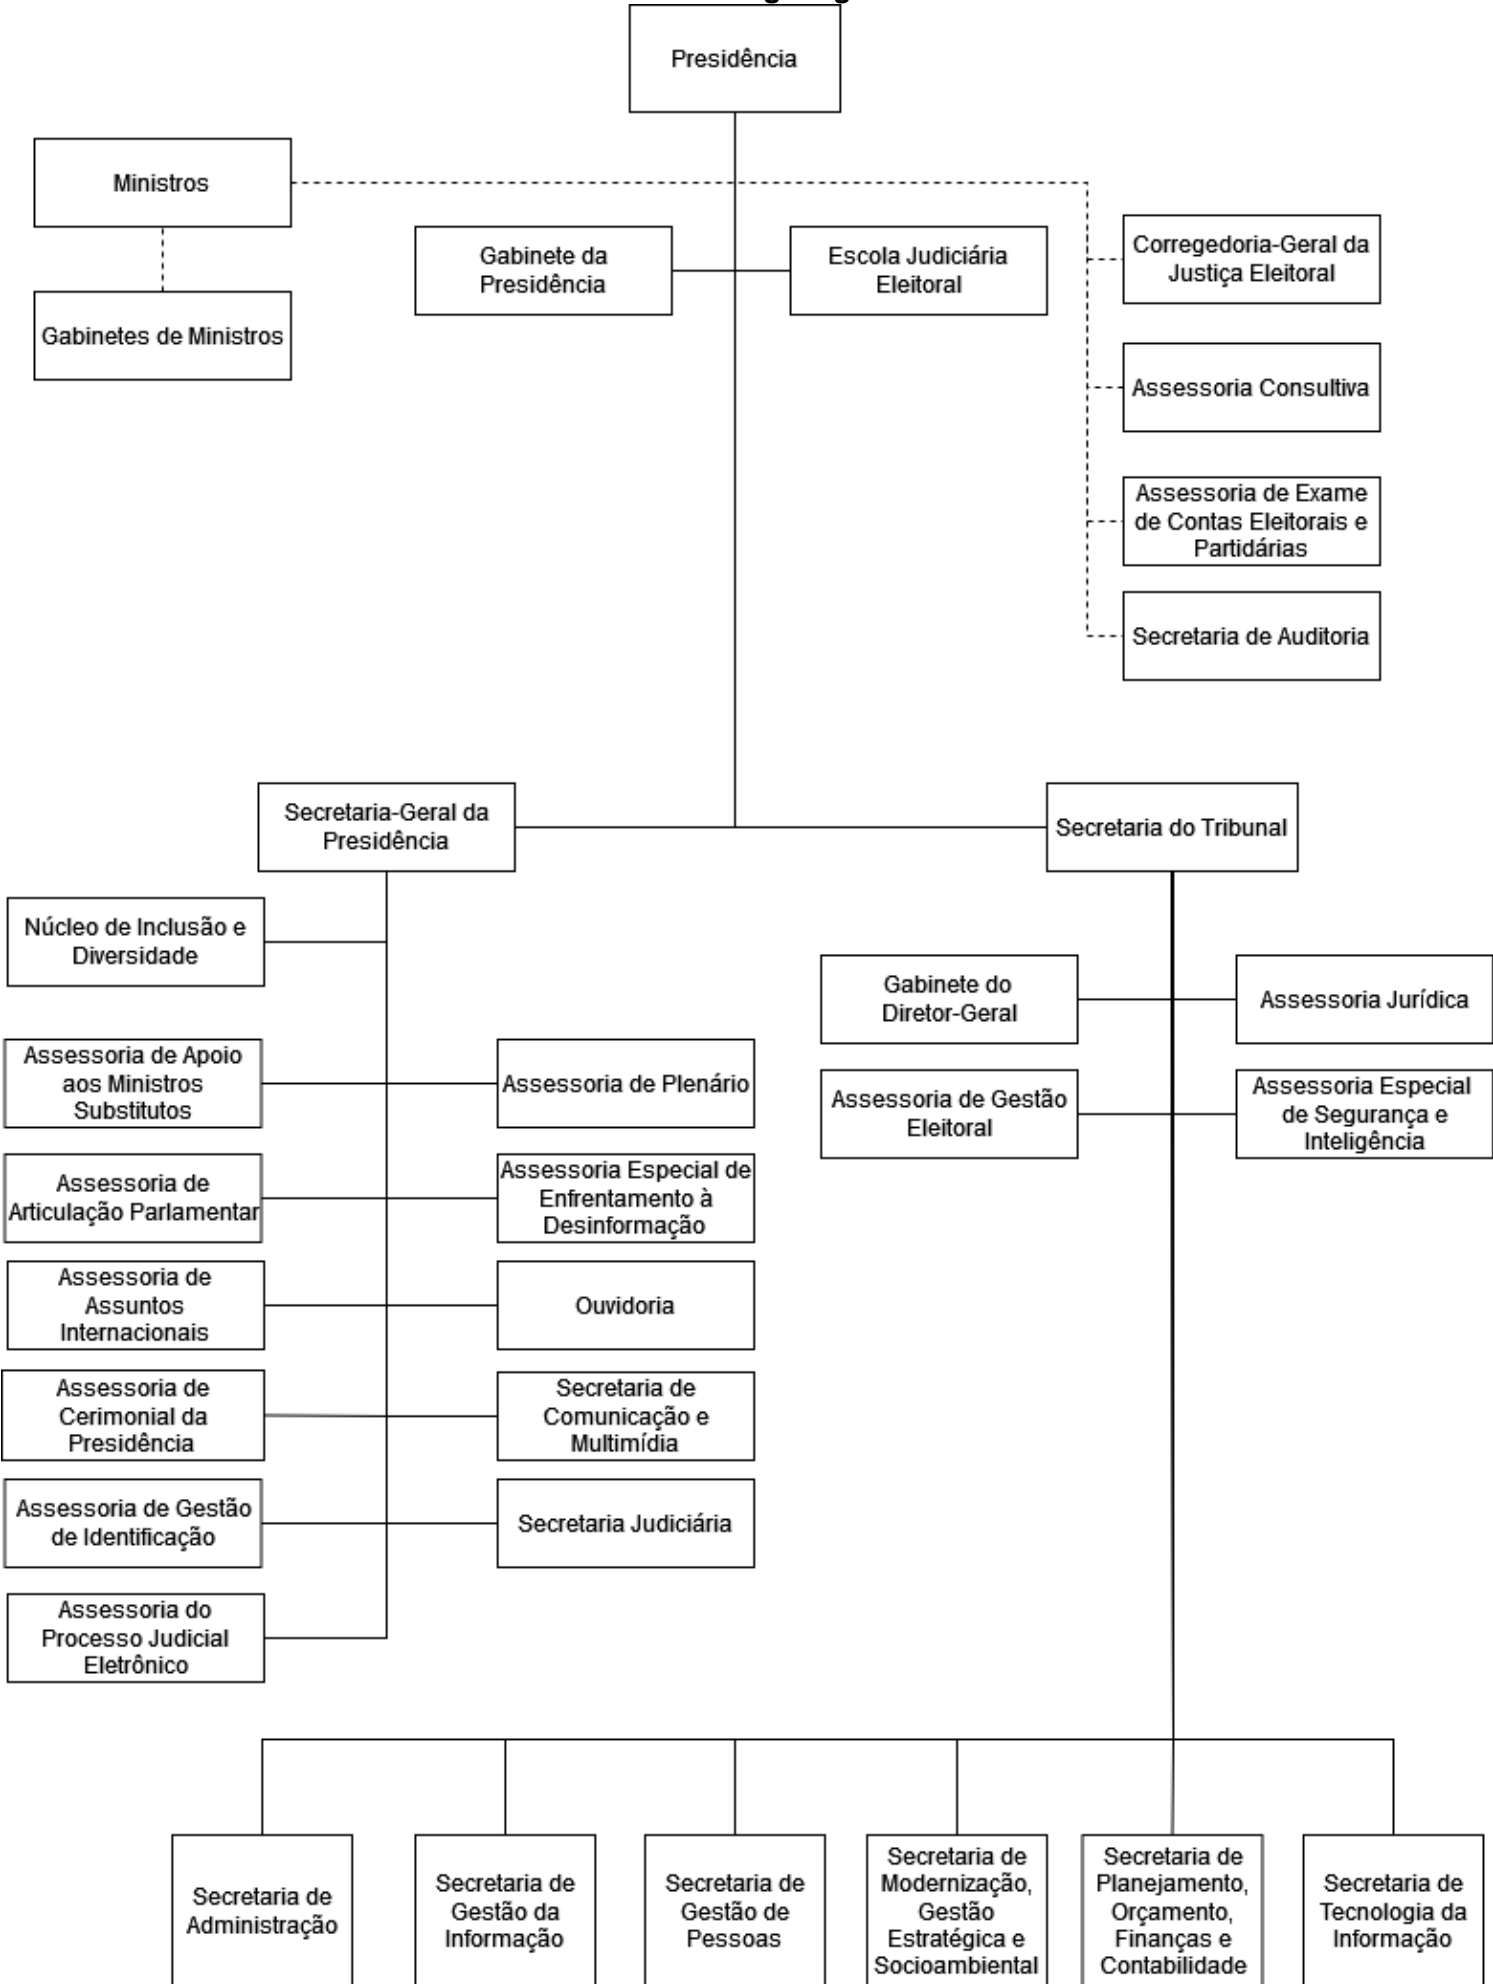 Presidência
Ministros
Gabinete da
Presidência
Escola Judiciária
Eleitoral
Corregedoria-Geral da
Justiça Eleitoral
Gabinetes de Ministros
Assessoria Consultiva
Assessoria de Exame
de Contas Eleitorais e
Partidárias
Secretaria de Auditoria
Secretaria-Geral da
Presidência
Secretaria do Tribunal
Núcleo de Inclusão e
Diversidade
Gabinete do
Diretor-Geral
Assessoria Jurídica
Assessoria de Apoio
aos Ministros
Substitutos
Assessoria de Plenário
Assessoria de Gestão
Eleitoral
Assessoria Especial
de Segurança e
Inteligência
Assessoria de
Articulação Parlamentar
Assessoria Especial de
Enfrentamento à
Desinformação
Assessoria de
Assuntos
Internacionais
Ouvidoria
Assessoria de
Cerimonial da
Presidência
Secretaria de
Comunicação e
Multimídia
Assessoria de Gestão
de Identificação
Secretaria Judiciária
Assessoria do
Processo Judicial
Eletrônico
Secretaria de
Administração
Secretaria de
Gestão da
Informação
Secretaria de
Gestão de
Pessoas
Secretaria de
Modernização,
Gestão
Estratégica e
Socioambiental
Secretaria de
Planejamento,
Orçamento,
Finanças e
Contabilidade
Secretaria de
Tecnologia da
Informação